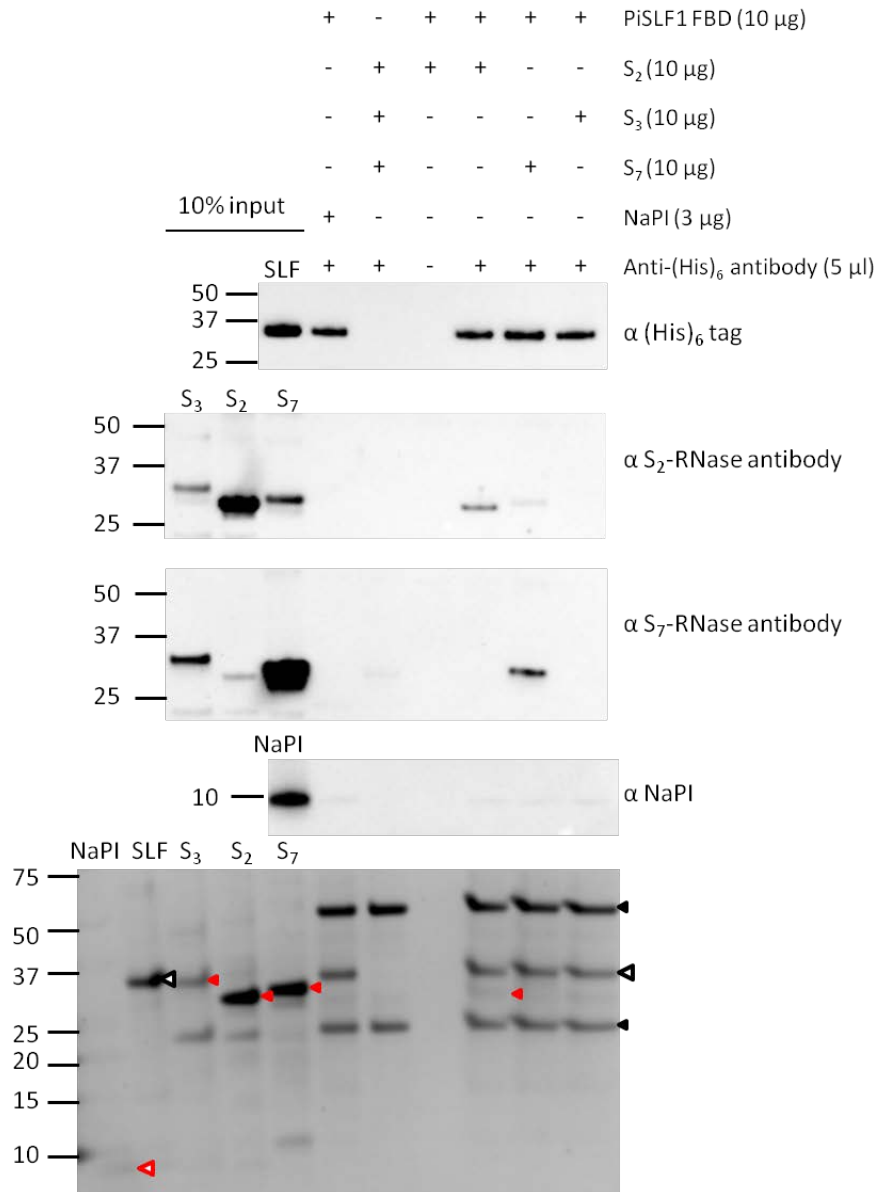 + - + + + + PiSLF1 FBD (10 μg)
- + + + - - S2 (10 μg)
- + - - - + S3 (10 μg)
- + - - + - S7 (10 μg)
10% input
+ - - - - - NaPI (3 μg)
SLF + + - + + + Anti-(His)6 antibody (5 μl)
50
37
25
α (His)6 tag
S3 S2 S7
50
37
25
α S2-RNase antibody
50
37
25
α S7-RNase antibody
NaPI
10
α NaPI
NaPI SLF S3 S2 S7
75
50
37
25
20
15
10